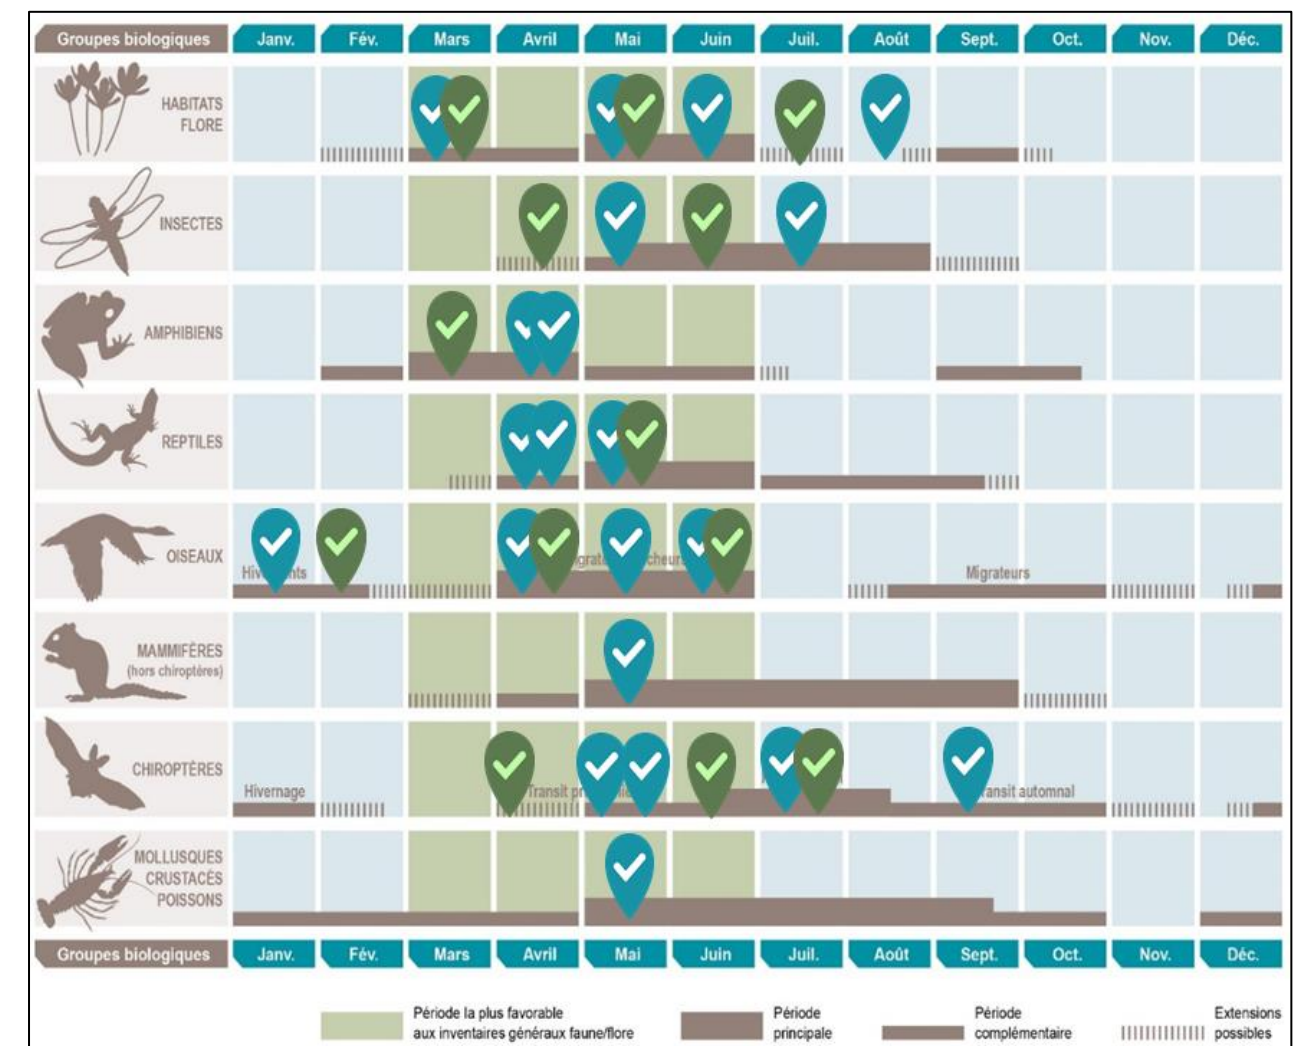 Groupes biologiques Janv. Fév. Mars Avril Mai Juin Juil. Août Sept. Oct. Nov. Déc.
HABITATS
FLORE
INSECTES
AMPHIBIENS
REPTILES
OISEAUX
Migrateurs
MAMMIFÈRES
(hors chiroptères)
CHIROPTÈRES
Hivernage
automnal
MOLLUSQUES
CRUSTACÉS
POISSONS
Groupes biologiques Janv. Fév. Mars Avril Mai Juin Juil. Août Sept. Oct. Nov. Déc.
Période la plus favorable
aux inventaires généraux faune/flore
Période
principale
Période
complémentaire
Extensions
possibles